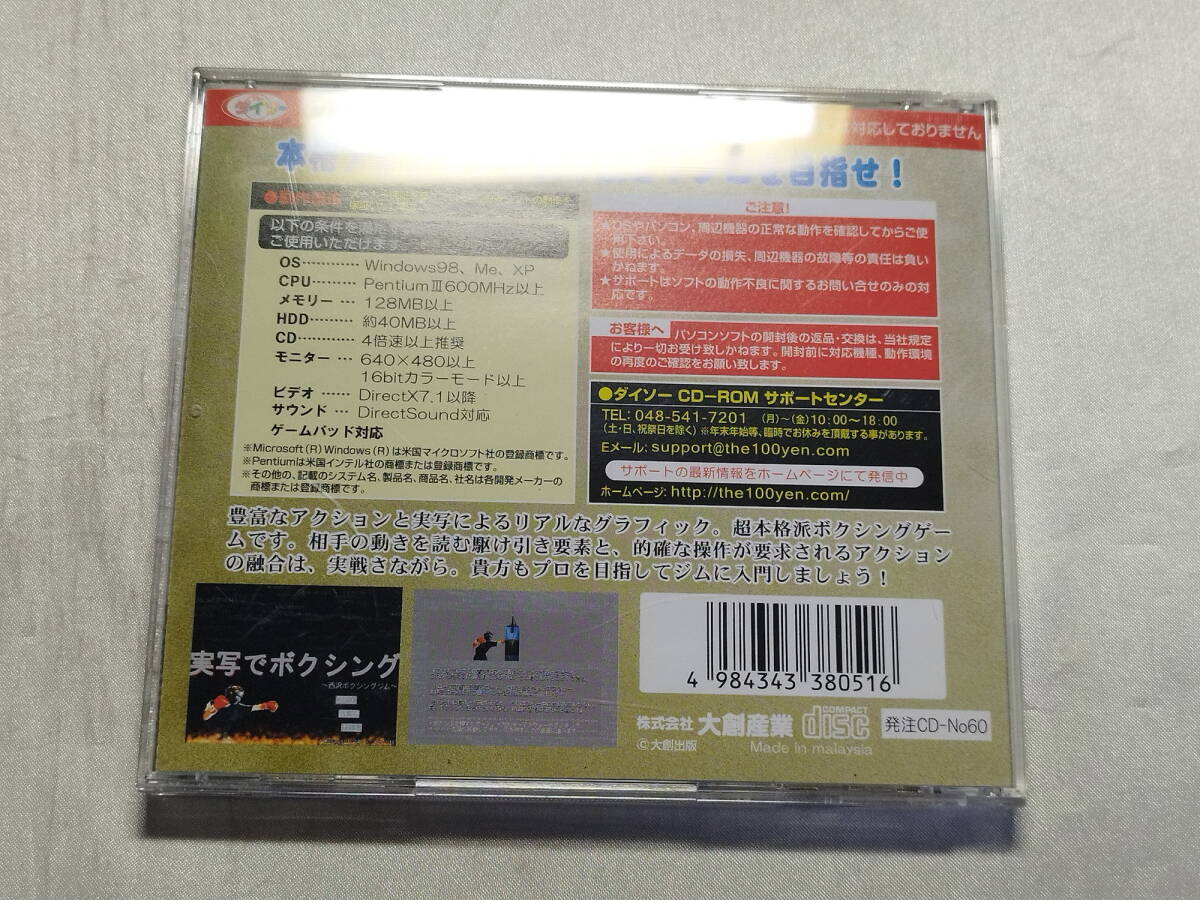 ダイソー
対応しておりません
本格
を目指せ！
●動作環境
以下の条件を満た
ご使用いただけます。
OS………… Windows98、Me、XP
CPU……… PentiumⅢ600MHz以上
メモリー … 128MB以上
HDD……… 約40MB以上
CD………… 4倍速以上推奨
モニター … 640×480以上
16bitカラーモード以上
ビデオ …… DirectX7.1以降
サウンド … DirectSound対応
ゲームパッド対応
※Microsoft(R)Windows(R)は米国マイクロソフト社の登録商標です。
※Pentiumは米国インテル社の商標または登録商標です。
※その他、記載のシステム名、製品名、商品名、社名は各開発メーカーの
商標または登録商標です。
ご注意！
★OSやパソコン、周辺機器の正常な動作を確認してからご使
用下さい。
★使用によるデータの損失、周辺機器の故障等の責任は負い
かねます。
★サポートはソフトの動作不良に関するお問い合せのみの対
応です。
お客様へ パソコンソフトの開封後の返品・交換は、当社規定
により一切お受け致しかねます。開封前に対応機種、動作環境
の再度のご確認をお願い致します。
●ダイソー CD-ROM サポートセンター
TEL: 048-541-7201 (月)～(金)10:00～18:00
(土・日、祝祭日を除く)※年末年始等、臨時でお休みを頂戴する事があります。
Eメール: support@the100yen.com
サポートの最新情報をホームページにて発信中
ホームページ: http://the100yen.com/
豊富なアクションと実写によるリアルなグラフィック。超本格派ボクシングゲー
ムです。相手の動きを読む駆け引き要素と、的確な操作が要求されるアクション
の融合は、実戦さながら。貴方もプロを目指してジムに入門しましょう！
実写でボクシング
～西沢ボクシングジム～
4 984343 380516
株式会社 大創産業
COMPACT disc
発注CD-No60
©大創出版
Made in malaysia